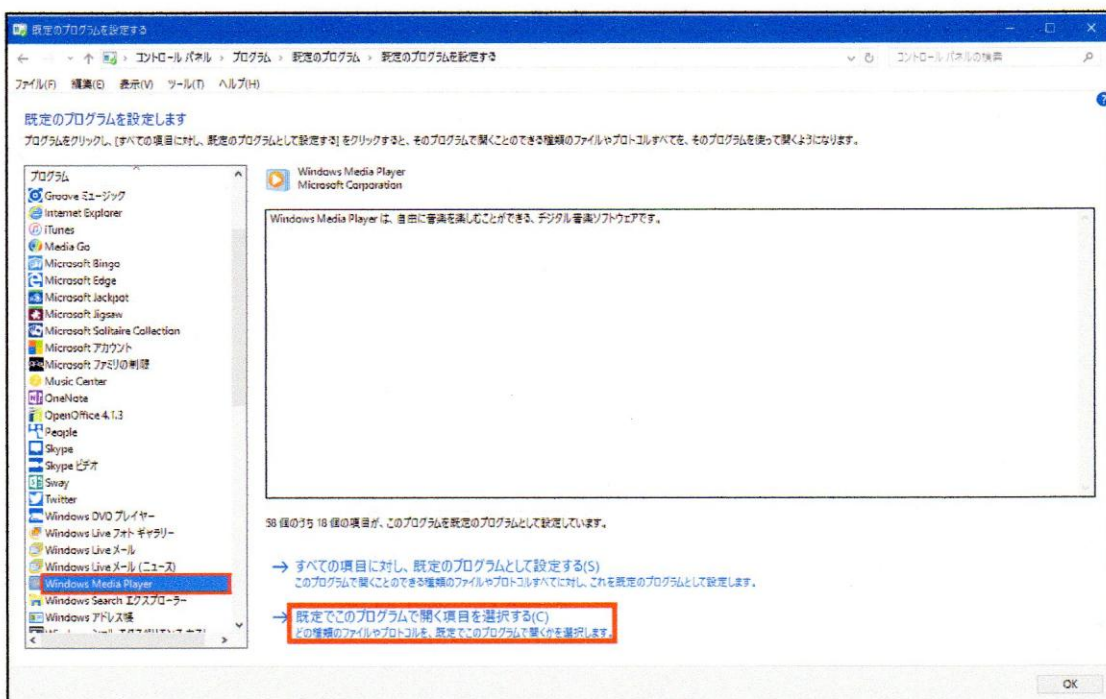 既定のプログラムを設定する
コントロール パネル › プログラム › 既定のプログラム › 既定のプログラムを設定する
コントロール パネルの検索
ファイル(F) 編集(E) 表示(V) ツール(T) ヘルプ(H)
既定のプログラムを設定します
プログラムをクリックし、[すべての項目に対し、既定のプログラムとして設定する] をクリックすると、そのプログラムで開くことのできる種類のファイルやプロトコルすべてを、そのプログラムを使って開くようになります。
プログラム
Groove ミュージック
Internet Explorer
iTunes
Media Go
Microsoft Bingo
Microsoft Edge
Microsoft Jackpot
Microsoft Jigsaw
Microsoft Solitaire Collection
Microsoft アカウント
Microsoft ファミリの制限
Music Center
OneNote
OpenOffice 4.1.3
People
Skype
Skype ビデオ
Sway
Twitter
Windows DVD プレイヤー
Windows Live フォト ギャラリー
Windows Live メール
Windows Live メール (ニュース)
Windows Media Player
Windows Search エクスプローラー
Windows アドレス帳
Windows Media Player
Microsoft Corporation
Windows Media Player は、自由に音楽を楽しむことができる、デジタル音楽ソフトウェアです。
58 個のうち 18 個の項目が、このプログラムを既定のプログラムとして設定しています。
→ すべての項目に対し、既定のプログラムとして設定する(S)
このプログラムで開くことのできる種類のファイルやプロトコルすべてに対し、これを既定のプログラムとして設定します。
→ 既定でこのプログラムで開く項目を選択する(C)
どの種類のファイルやプロトコルを、既定でこのプログラムで開くかを選択します。
OK